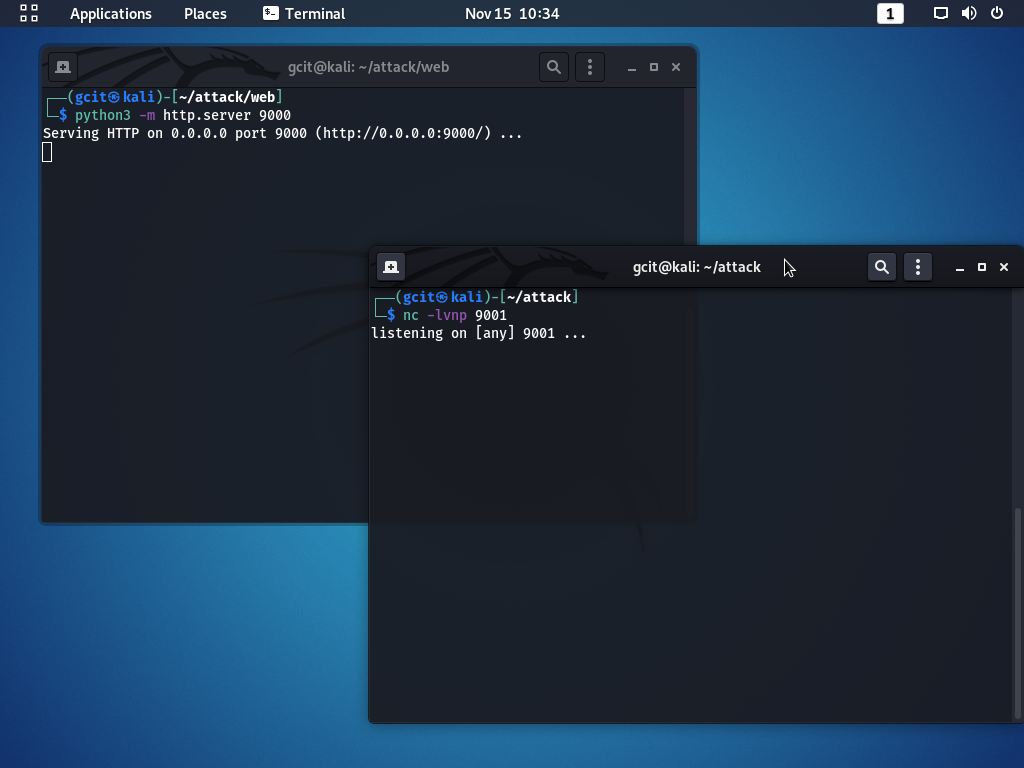 Applications Places Terminal Nov 15 10:34 1
gcit@kali: ~/attack/web
┌──(gcit㉿kali)-[~/attack/web]
└─$ python3 -m http.server 9000
Serving HTTP on 0.0.0.0 port 9000 (http://0.0.0.0:9000/) ...
gcit@kali: ~/attack
┌──(gcit㉿kali)-[~/attack]
└─$ nc -lvnp 9001
listening on [any] 9001 ...